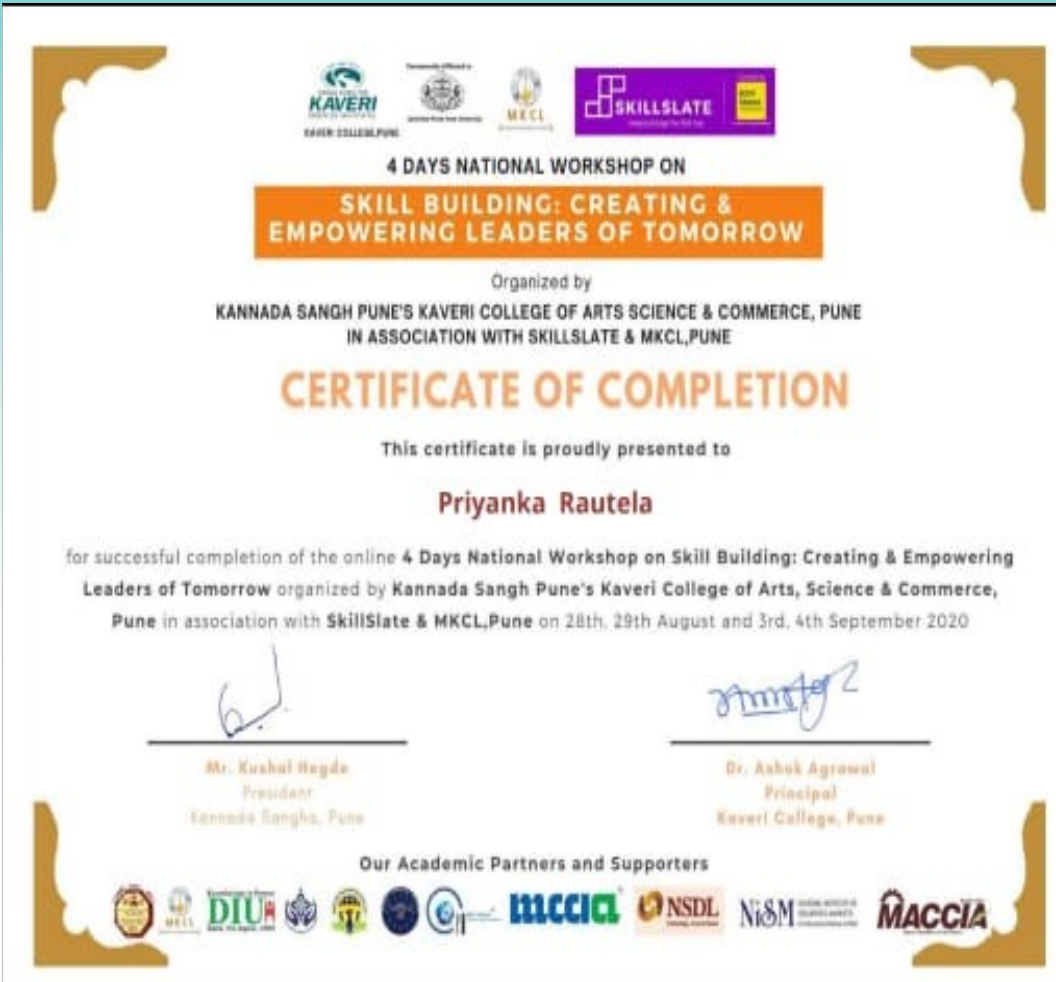 KAVERI
KAVERI COLLEGE,PUNE
MKCL
SKILLSLATE
4 DAYS NATIONAL WORKSHOP ON
SKILL BUILDING: CREATING &
EMPOWERING LEADERS OF TOMORROW
Organized by
KANNADA SANGH PUNE'S KAVERI COLLEGE OF ARTS SCIENCE & COMMERCE, PUNE
IN ASSOCIATION WITH SKILLSLATE & MKCL,PUNE
CERTIFICATE OF COMPLETION
This certificate is proudly presented to
Priyanka Rautela
for successful completion of the online 4 Days National Workshop on Skill Building: Creating & Empowering
Leaders of Tomorrow organized by Kannada Sangh Pune's Kaveri College of Arts, Science & Commerce,
Pune in association with SkillSlate & MKCL,Pune on 28th, 29th August and 3rd, 4th September 2020
Mr. Kushal Hegde
President
Kannada Sangha, Pune
Dr. Ashok Agrawal
Principal
Kaveri College, Pune
Our Academic Partners and Supporters
MKCL
DIU
mccia
NSDL
NiSM
MACCIA